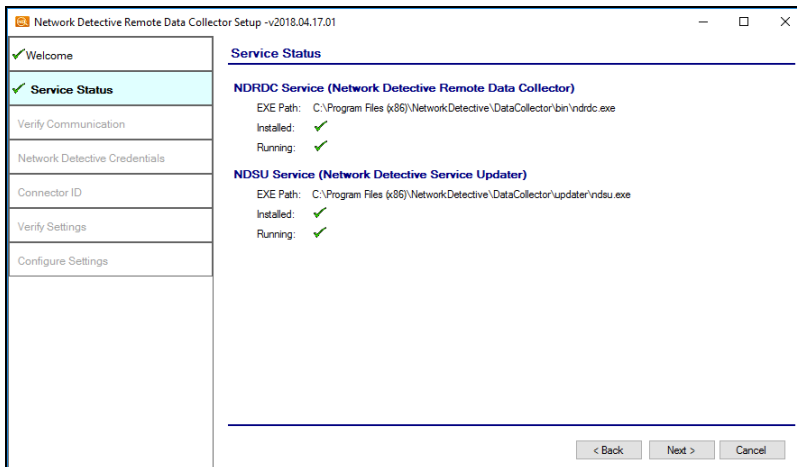 Network Detective Remote Data Collector Setup -v2018.04.17.01
Welcome
Service Status
Verify Communication
Network Detective Credentials
Connector ID
Verify Settings
Configure Settings
Service Status
NDRDC Service (Network Detective Remote Data Collector)
EXE Path: C:\Program Files (x86)\NetworkDetective\DataCollector\bin\ndrdc.exe
Installed:
Running:
NDSU Service (Network Detective Service Updater)
EXE Path: C:\Program Files (x86)\NetworkDetective\DataCollector\updater\ndsu.exe
Installed:
Running:
< Back Next > Cancel